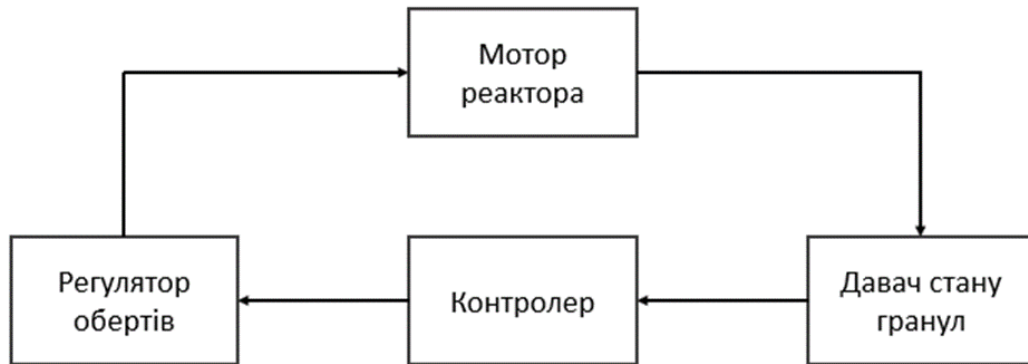 Мотор
реактора
Регулятор
обертів
Контролер
Давач стану
гранул